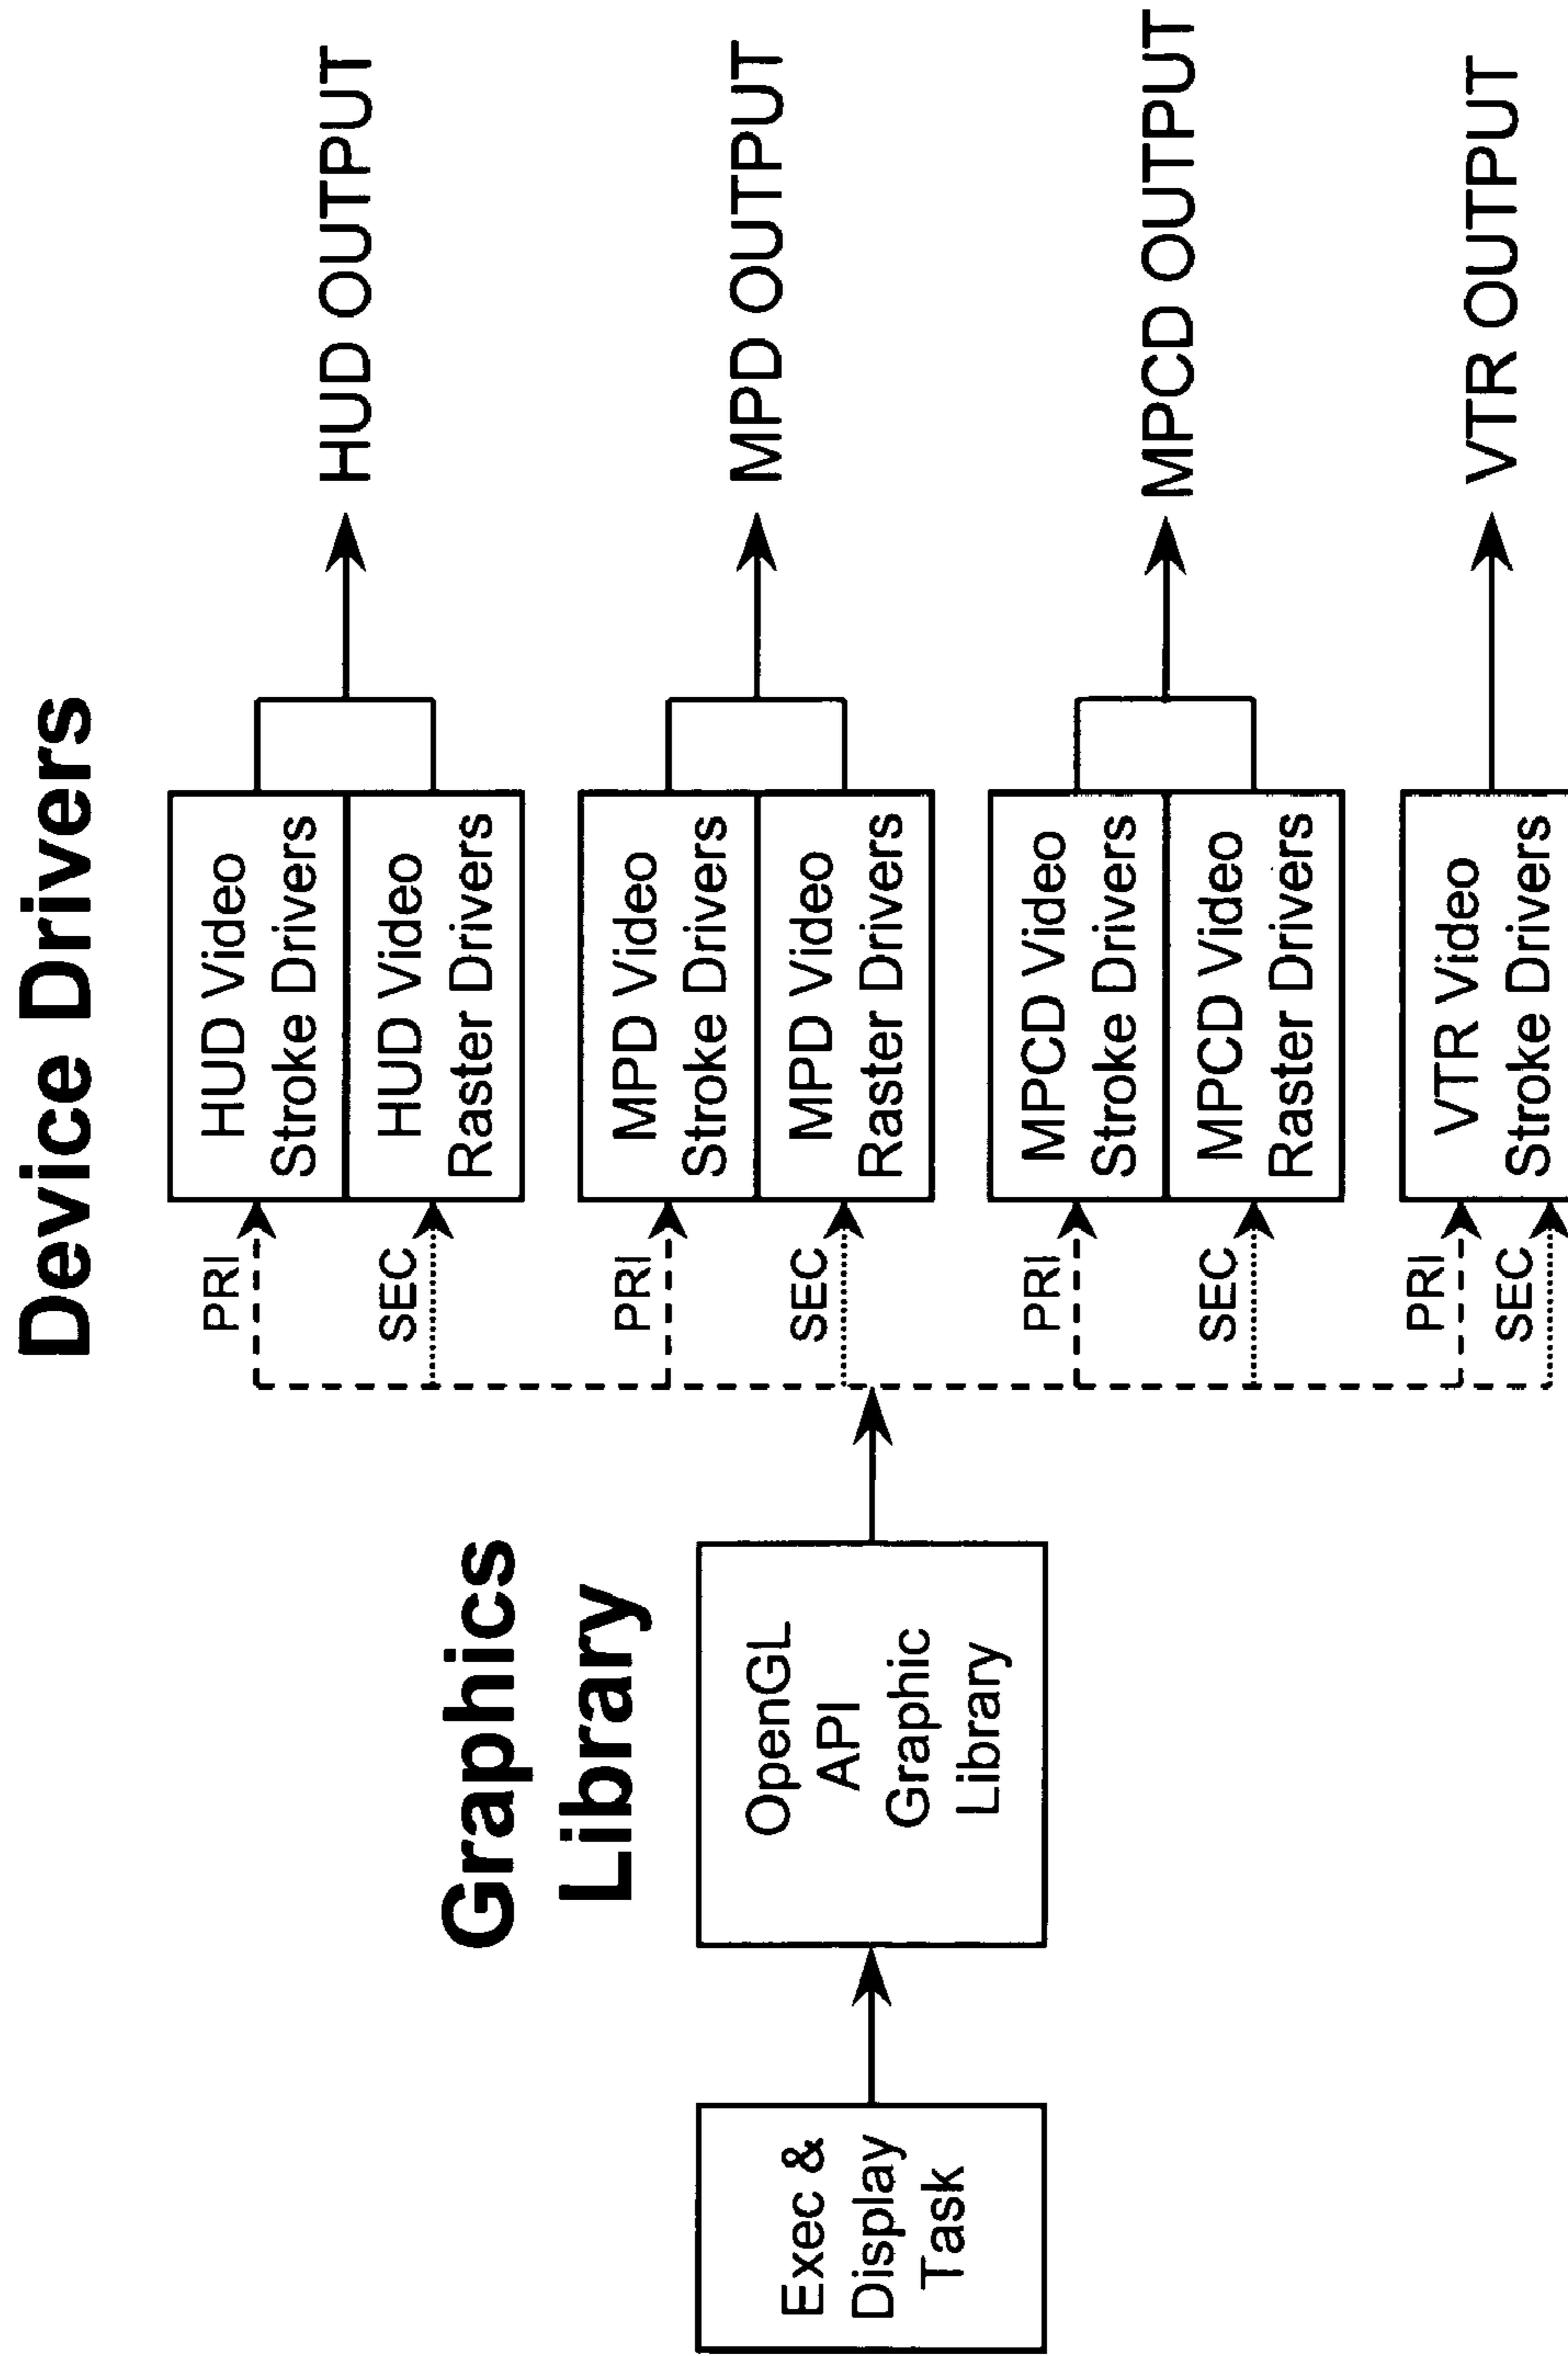 Device Drivers
Graphics
Library
Exec &
Display
Task
OpenGL
API
Graphic
Library
PRI
SEC
HUD Video
Stroke Drivers
HUD Video
Raster Drivers
HUD OUTPUT
PRI
SEC
MPD Video
Stroke Drivers
MPD Video
Raster Drivers
MPD OUTPUT
PRI
SEC
MPCD Video
Stroke Drivers
MPCD Video
Raster Drivers
MPCD OUTPUT
PRI
SEC
VTR Video
Stroke Drivers
VTR OUTPUT